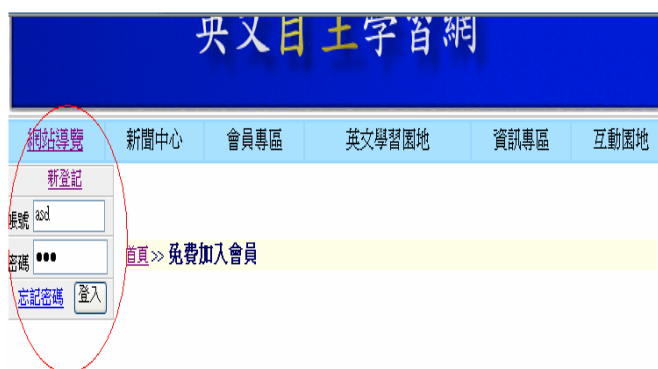 英文自主學習網
網站導覽 新聞中心 會員專區 英文學習園地 資訊專區 互動園地
新登記
帳號 asd
密碼 ●●●
首頁 >> 免費加入會員
忘記密碼 登入